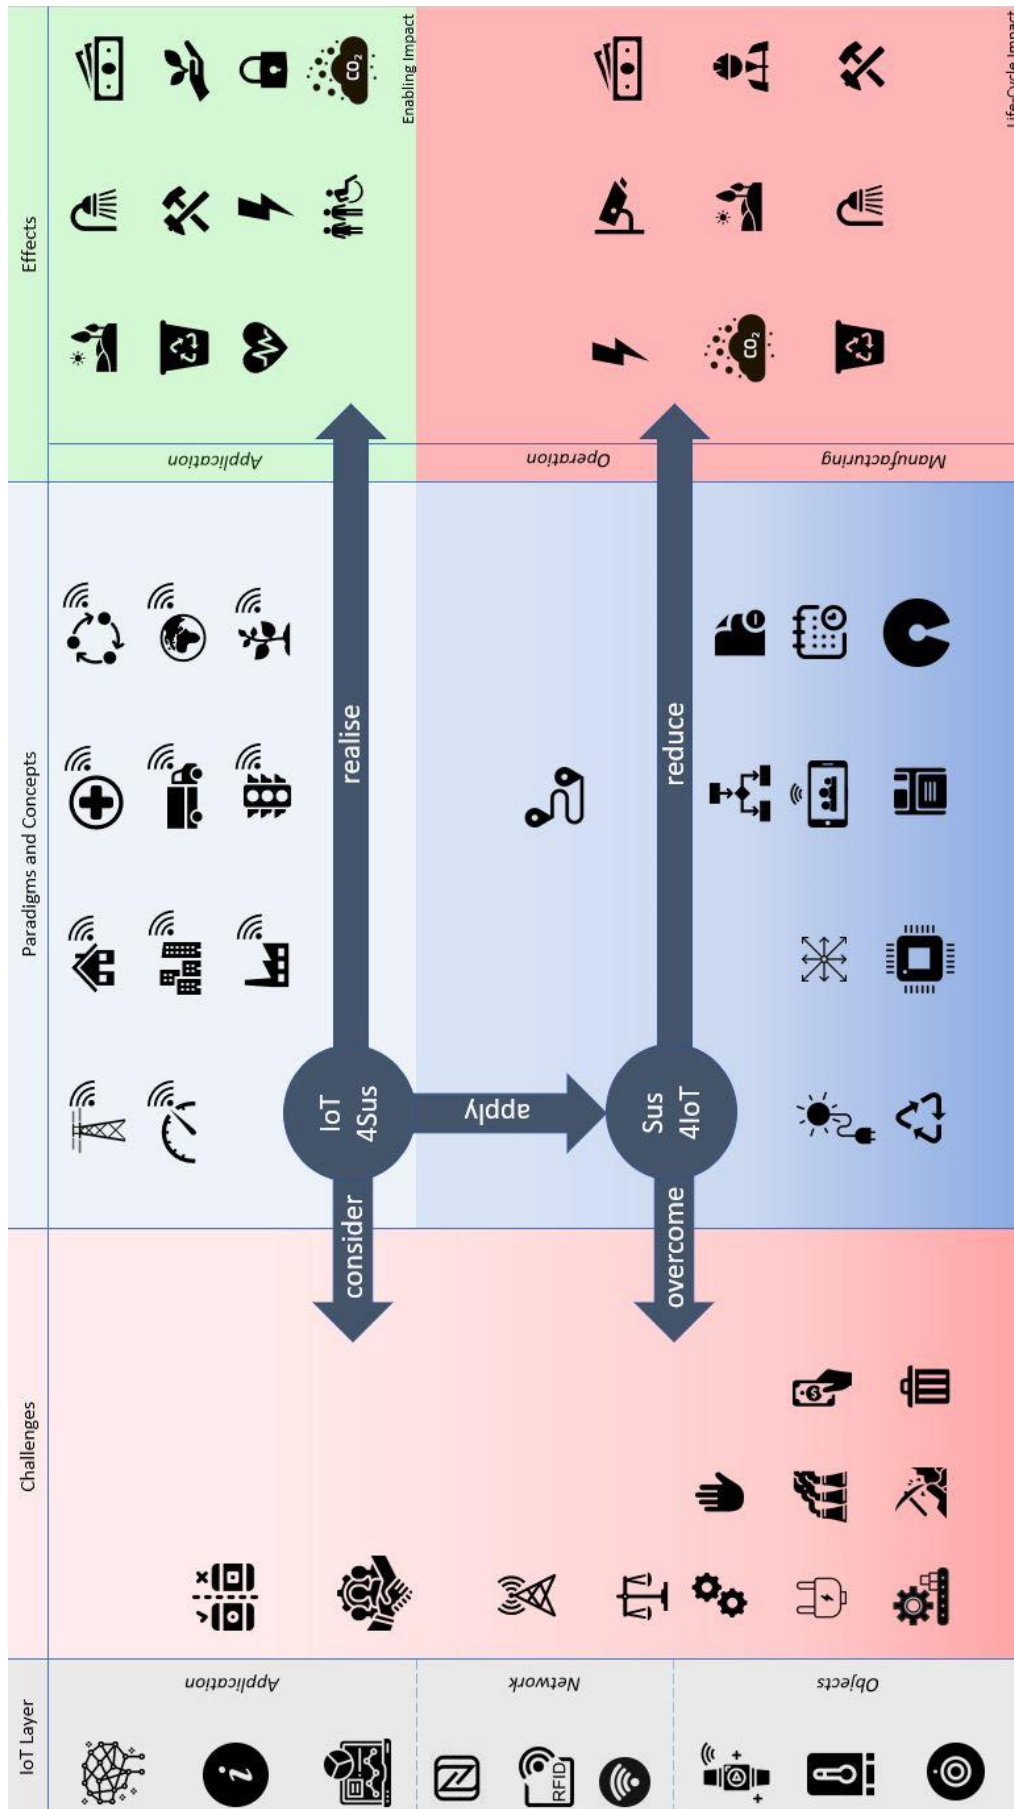 IoT Layer
Challenges
Paradigms and Concepts
Effects
Application
Network
Objects
i
RFID
$
consider
overcome
IoT
4Sus
apply
Sus
4IoT
realise
reduce
Application
Operation
Manufacturing
CO2
Enabling Impact
CO2
Life-Cycle Impact